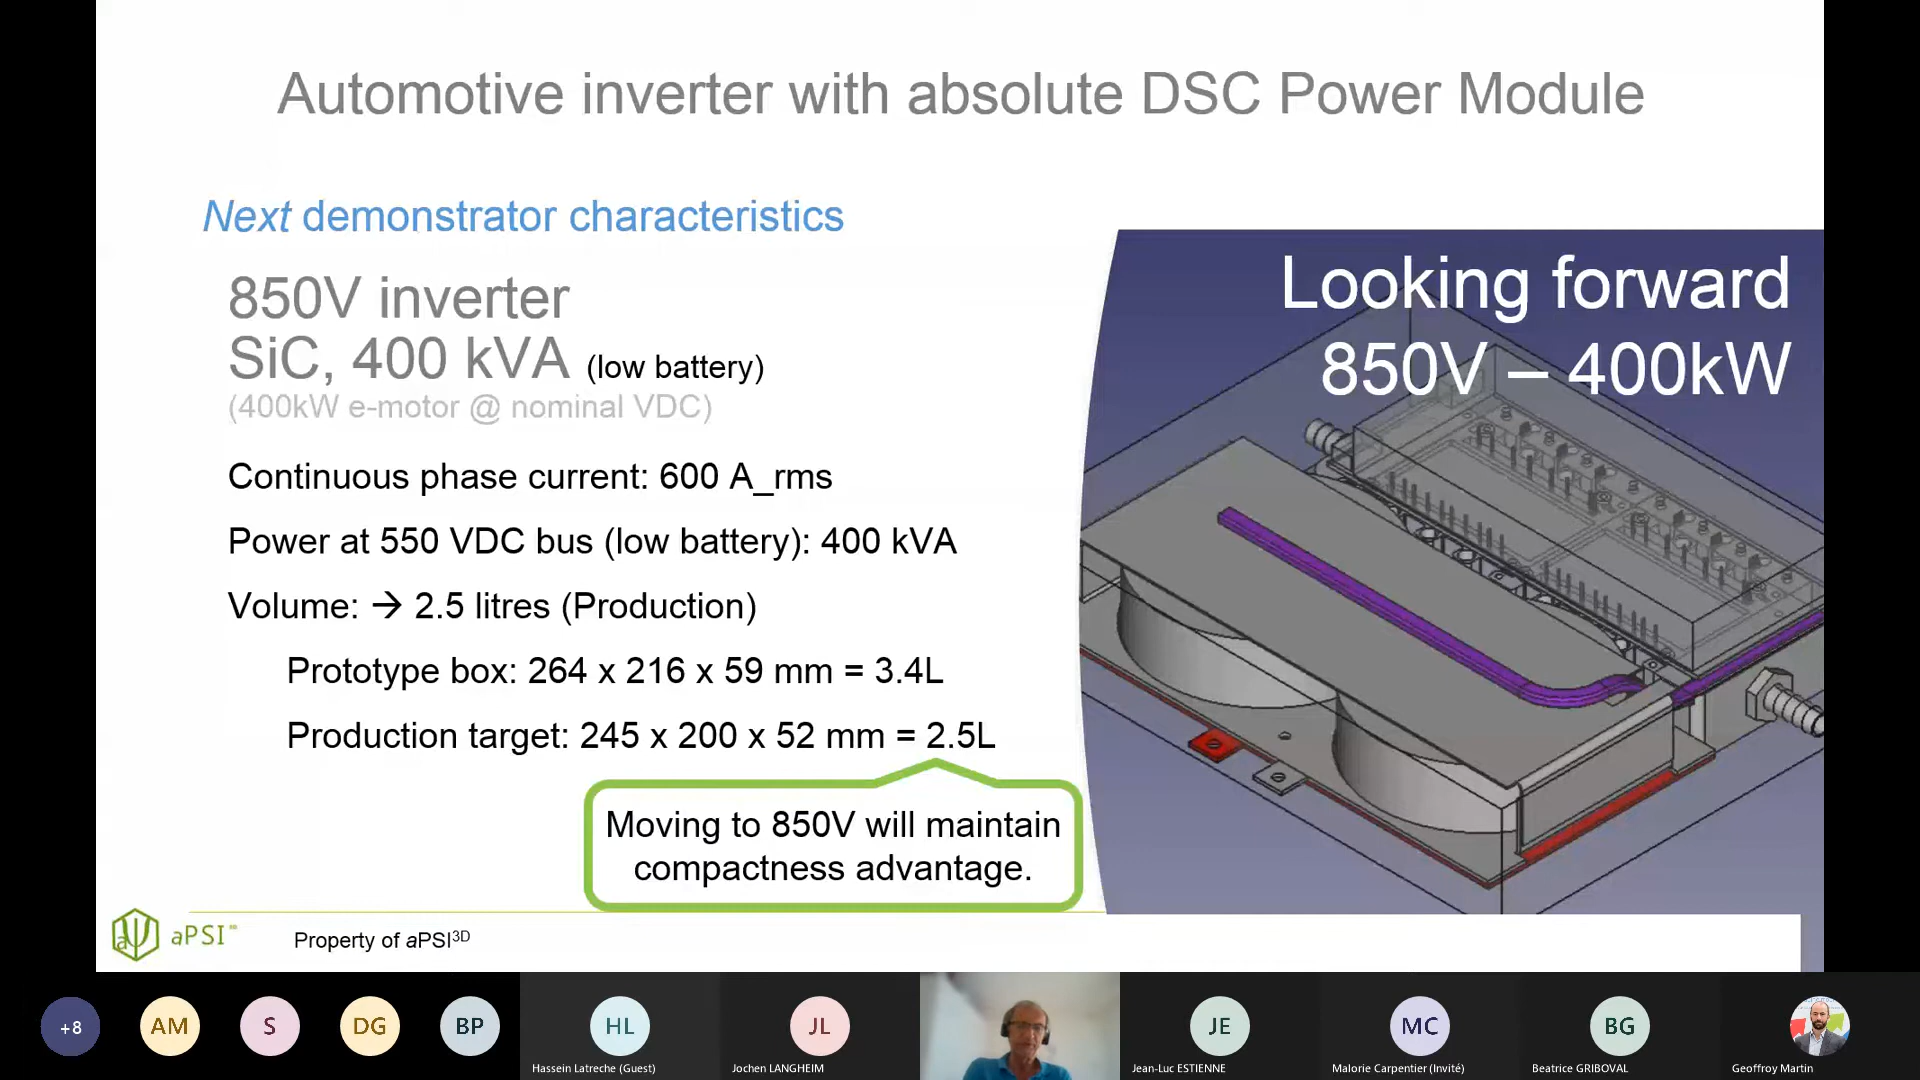 Automotive inverter with absolute DSC Power Module
Next demonstrator characteristics
850V inverter
SiC, 400 kVA (low battery)
(400kW e-motor @ nominal VDC)
Continuous phase current: 600 A_rms
Power at 550 VDC bus (low battery): 400 kVA
Volume: → 2.5 litres (Production)
Prototype box: 264 x 216 x 59 mm = 3.4L
Production target: 245 x 200 x 52 mm = 2.5L
Moving to 850V will maintain
compactness advantage.
Looking forward
850V – 400kW
aPSI 3D
Property of aPSI3D
+8
AM
S
DG
BP
HL
JL
JE
MC
BG
Hassein Latreche (Guest)
Jochen LANGHEIM
Jean-Luc ESTIENNE
Malorie Carpentier (Invité)
Beatrice GRIBOVAL
Geoffroy Martin